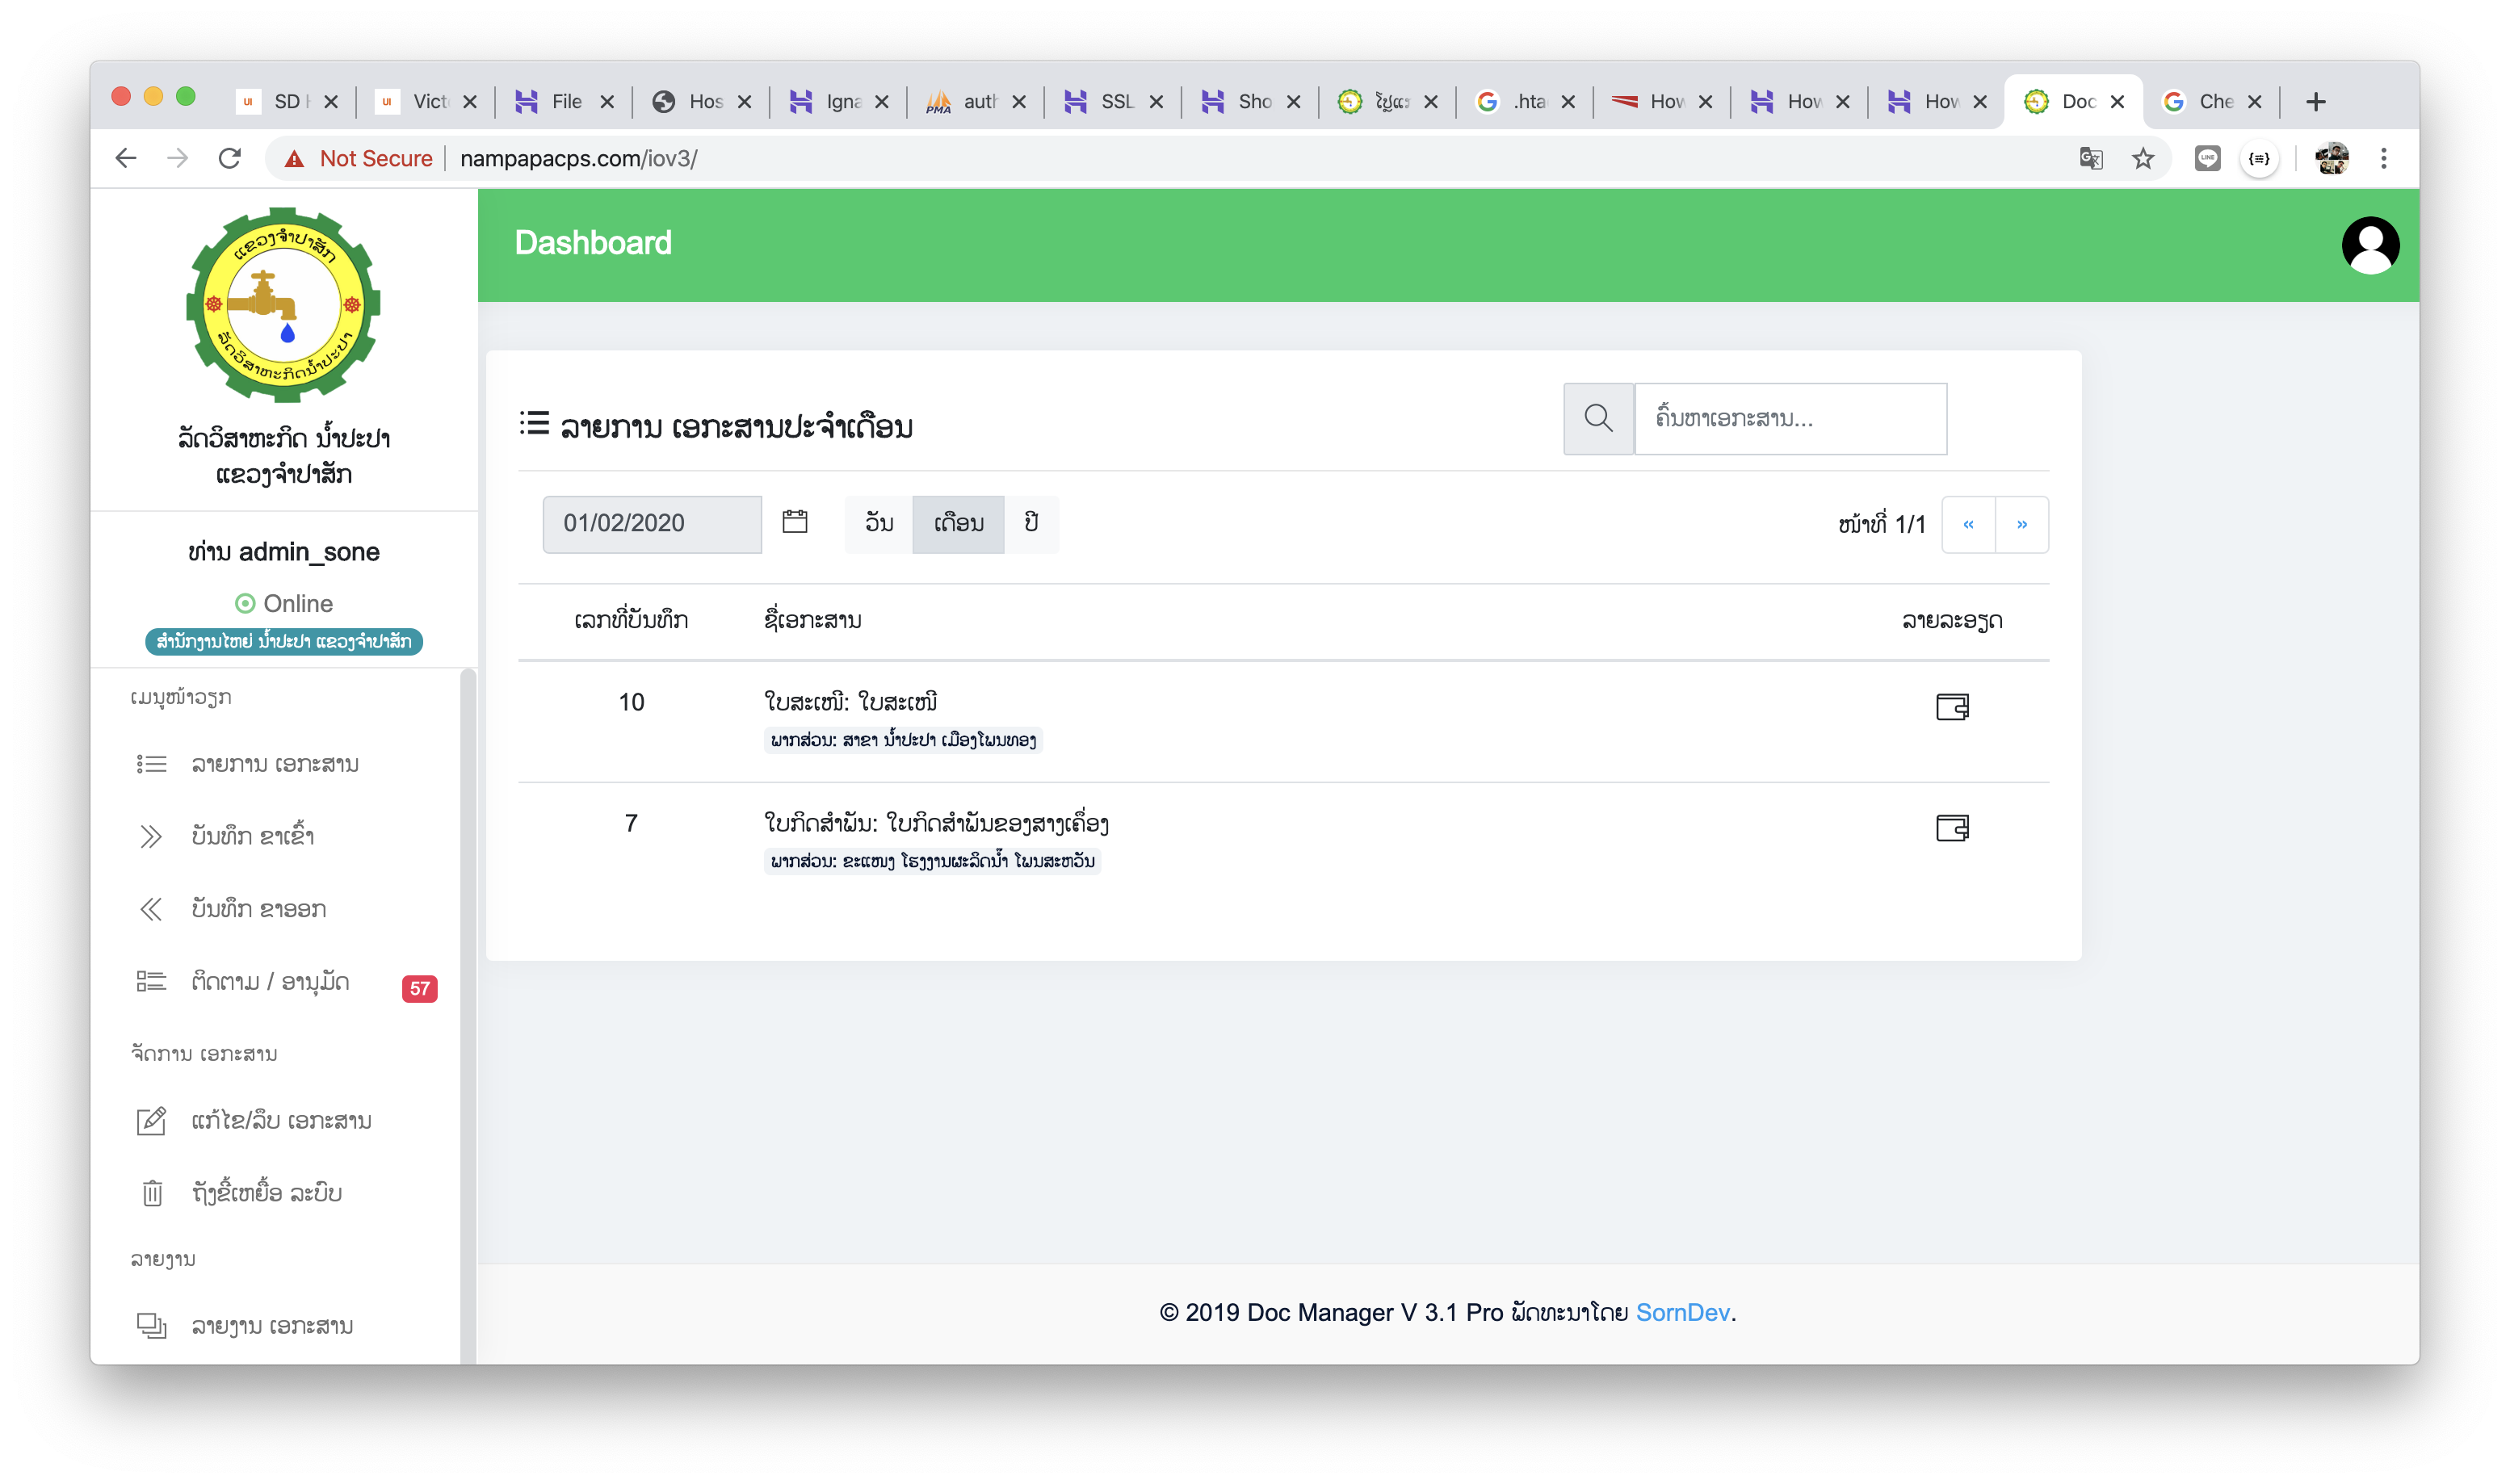 SD
Vict
File
Hos
Igna
auth
SSL
Sho
.hta
How
How
How
Doc
Che
Not Secure
nampapacps.com/iov3/
ແຂວງຈຳປາສັກ
ລັດວິສາຫະກິດນ້ຳປະປາ
ລັດວິສາຫະກິດ ນ້ຳປະປາ
ແຂວງຈຳປາສັກ
ທ່ານ admin_sone
Online
ສຳນັກງານໃຫຍ່ ນ້ຳປະປາ ແຂວງຈຳປາສັກ
ເມນູໜ້າວຽກ
ລາຍການ ເອກະສານ
ບັນທຶກ ຂາເຂົ້າ
ບັນທຶກ ຂາອອກ
ຕິດຕາມ / ອານຸມັດ
57
ຈັດການ ເອກະສານ
ແກ້ໄຂ/ລຶບ ເອກະສານ
ຖັງຂີ້ເຫຍື້ອ ລະບົບ
ລາຍງານ
ລາຍງານ ເອກະສານ
Dashboard
ລາຍການ ເອກະສານປະຈຳເດືອນ
ຄົ້ນຫາເອກະສານ...
01/02/2020
ວັນ ເດືອນ ປີ
ໜ້າທີ່ 1/1 « »
ເລກທີ່ບັນທຶກ ຊື່ເອກະສານ ລາຍລະອຽດ
10 ໃບສະເໜີ: ໃບສະເໜີ
ພາກສ່ວນ: ສາຂາ ນ້ຳປະປາ ເມືອງໂພນທອງ
7 ໃບກິດສຳພັນ: ໃບກິດສຳພັນຂອງສາງເຄື່ອງ
ພາກສ່ວນ: ຂະແໜງ ໂຮງງານຜະລິດນ້ຳ ໂພນສະຫວັນ
© 2019 Doc Manager V 3.1 Pro ພັດທະນາໂດຍ SornDev.